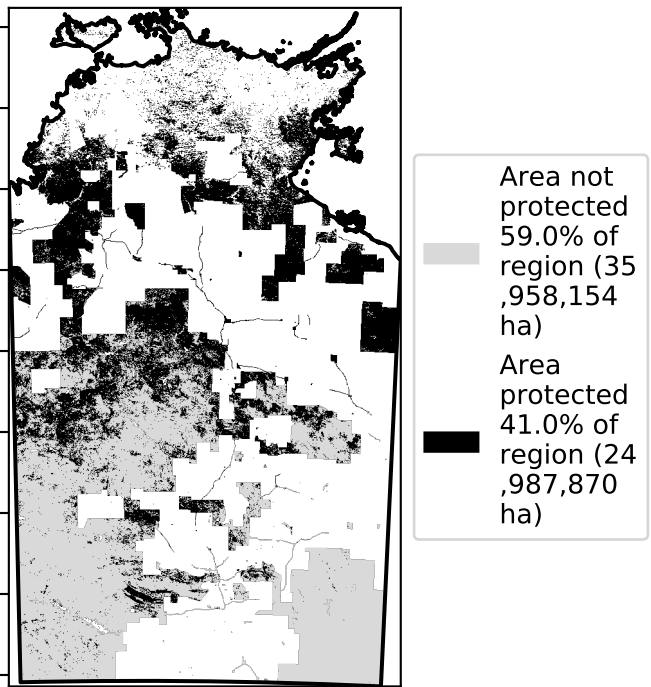 Area not
protected
59.0% of
region (35
,958,154
ha)
Area
protected
41.0% of
region (24
,987,870
ha)